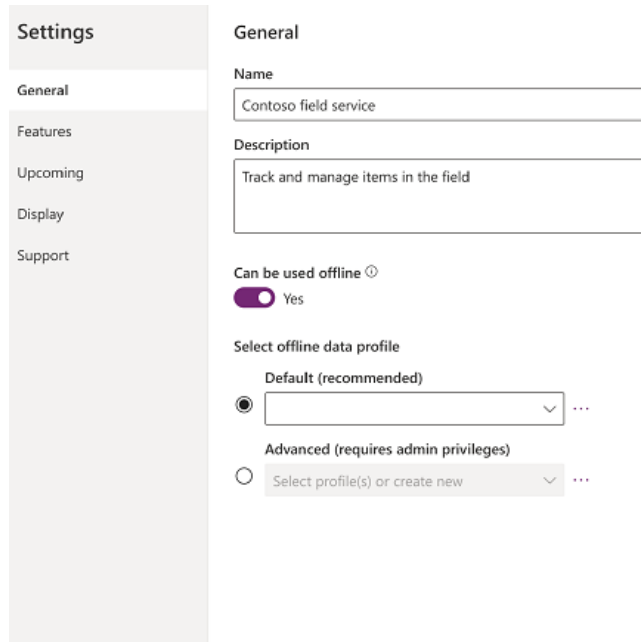 Settings
General
Features
Upcoming
Display
Support
General
Name
Contoso field service
Description
Track and manage items in the field
Can be used offline
Yes
Select offline data profile
Default (recommended)
...
Advanced (requires admin privileges)
Select profile(s) or create new
...